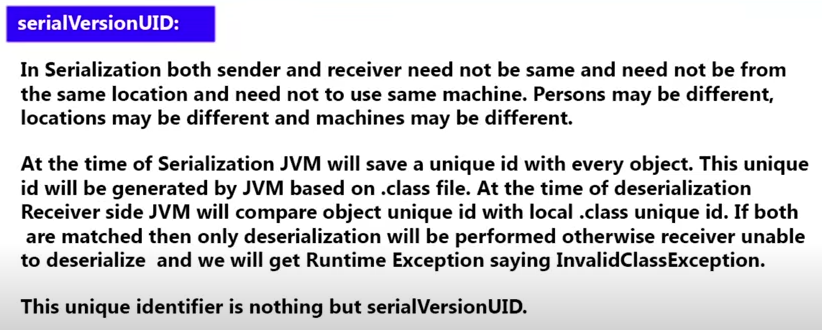 serialVersionUID:
In Serialization both sender and receiver need not be same and need not be from
the same location and need not to use same machine. Persons may be different,
locations may be different and machines may be different.
At the time of Serialization JVM will save a unique id with every object. This unique
id will be generated by JVM based on .class file. At the time of deserialization
Receiver side JVM will compare object unique id with local .class unique id. If both
are matched then only deserialization will be performed otherwise receiver unable
to deserialize and we will get Runtime Exception saying InvalidClassException.
This unique identifier is nothing but serialVersionUID.